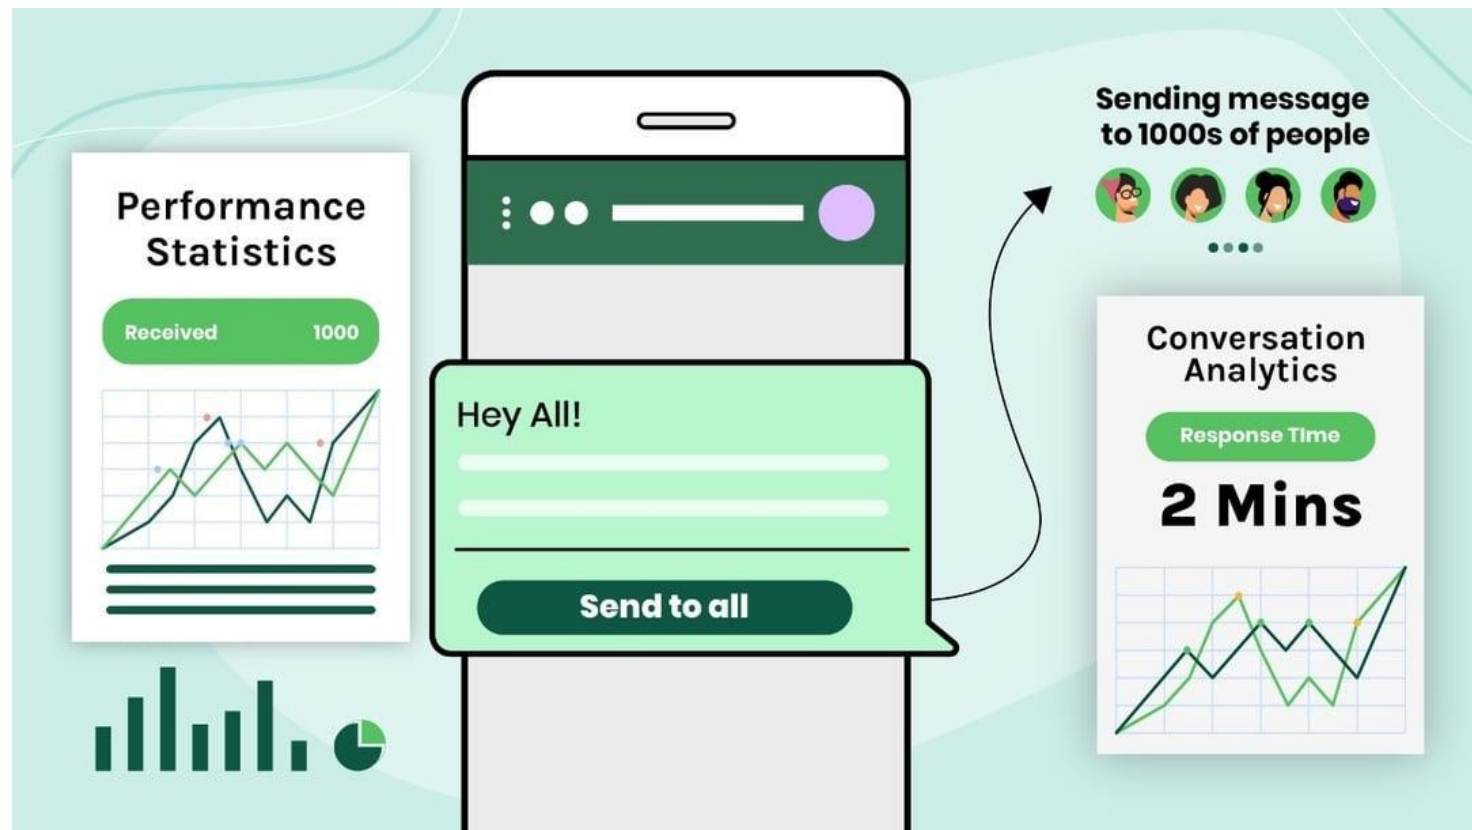 Performance
Statistics
Received 1000
Hey All!
Send to all
Sending message
to 1000s of people
Conversation
Analytics
Response TIme
2 Mins